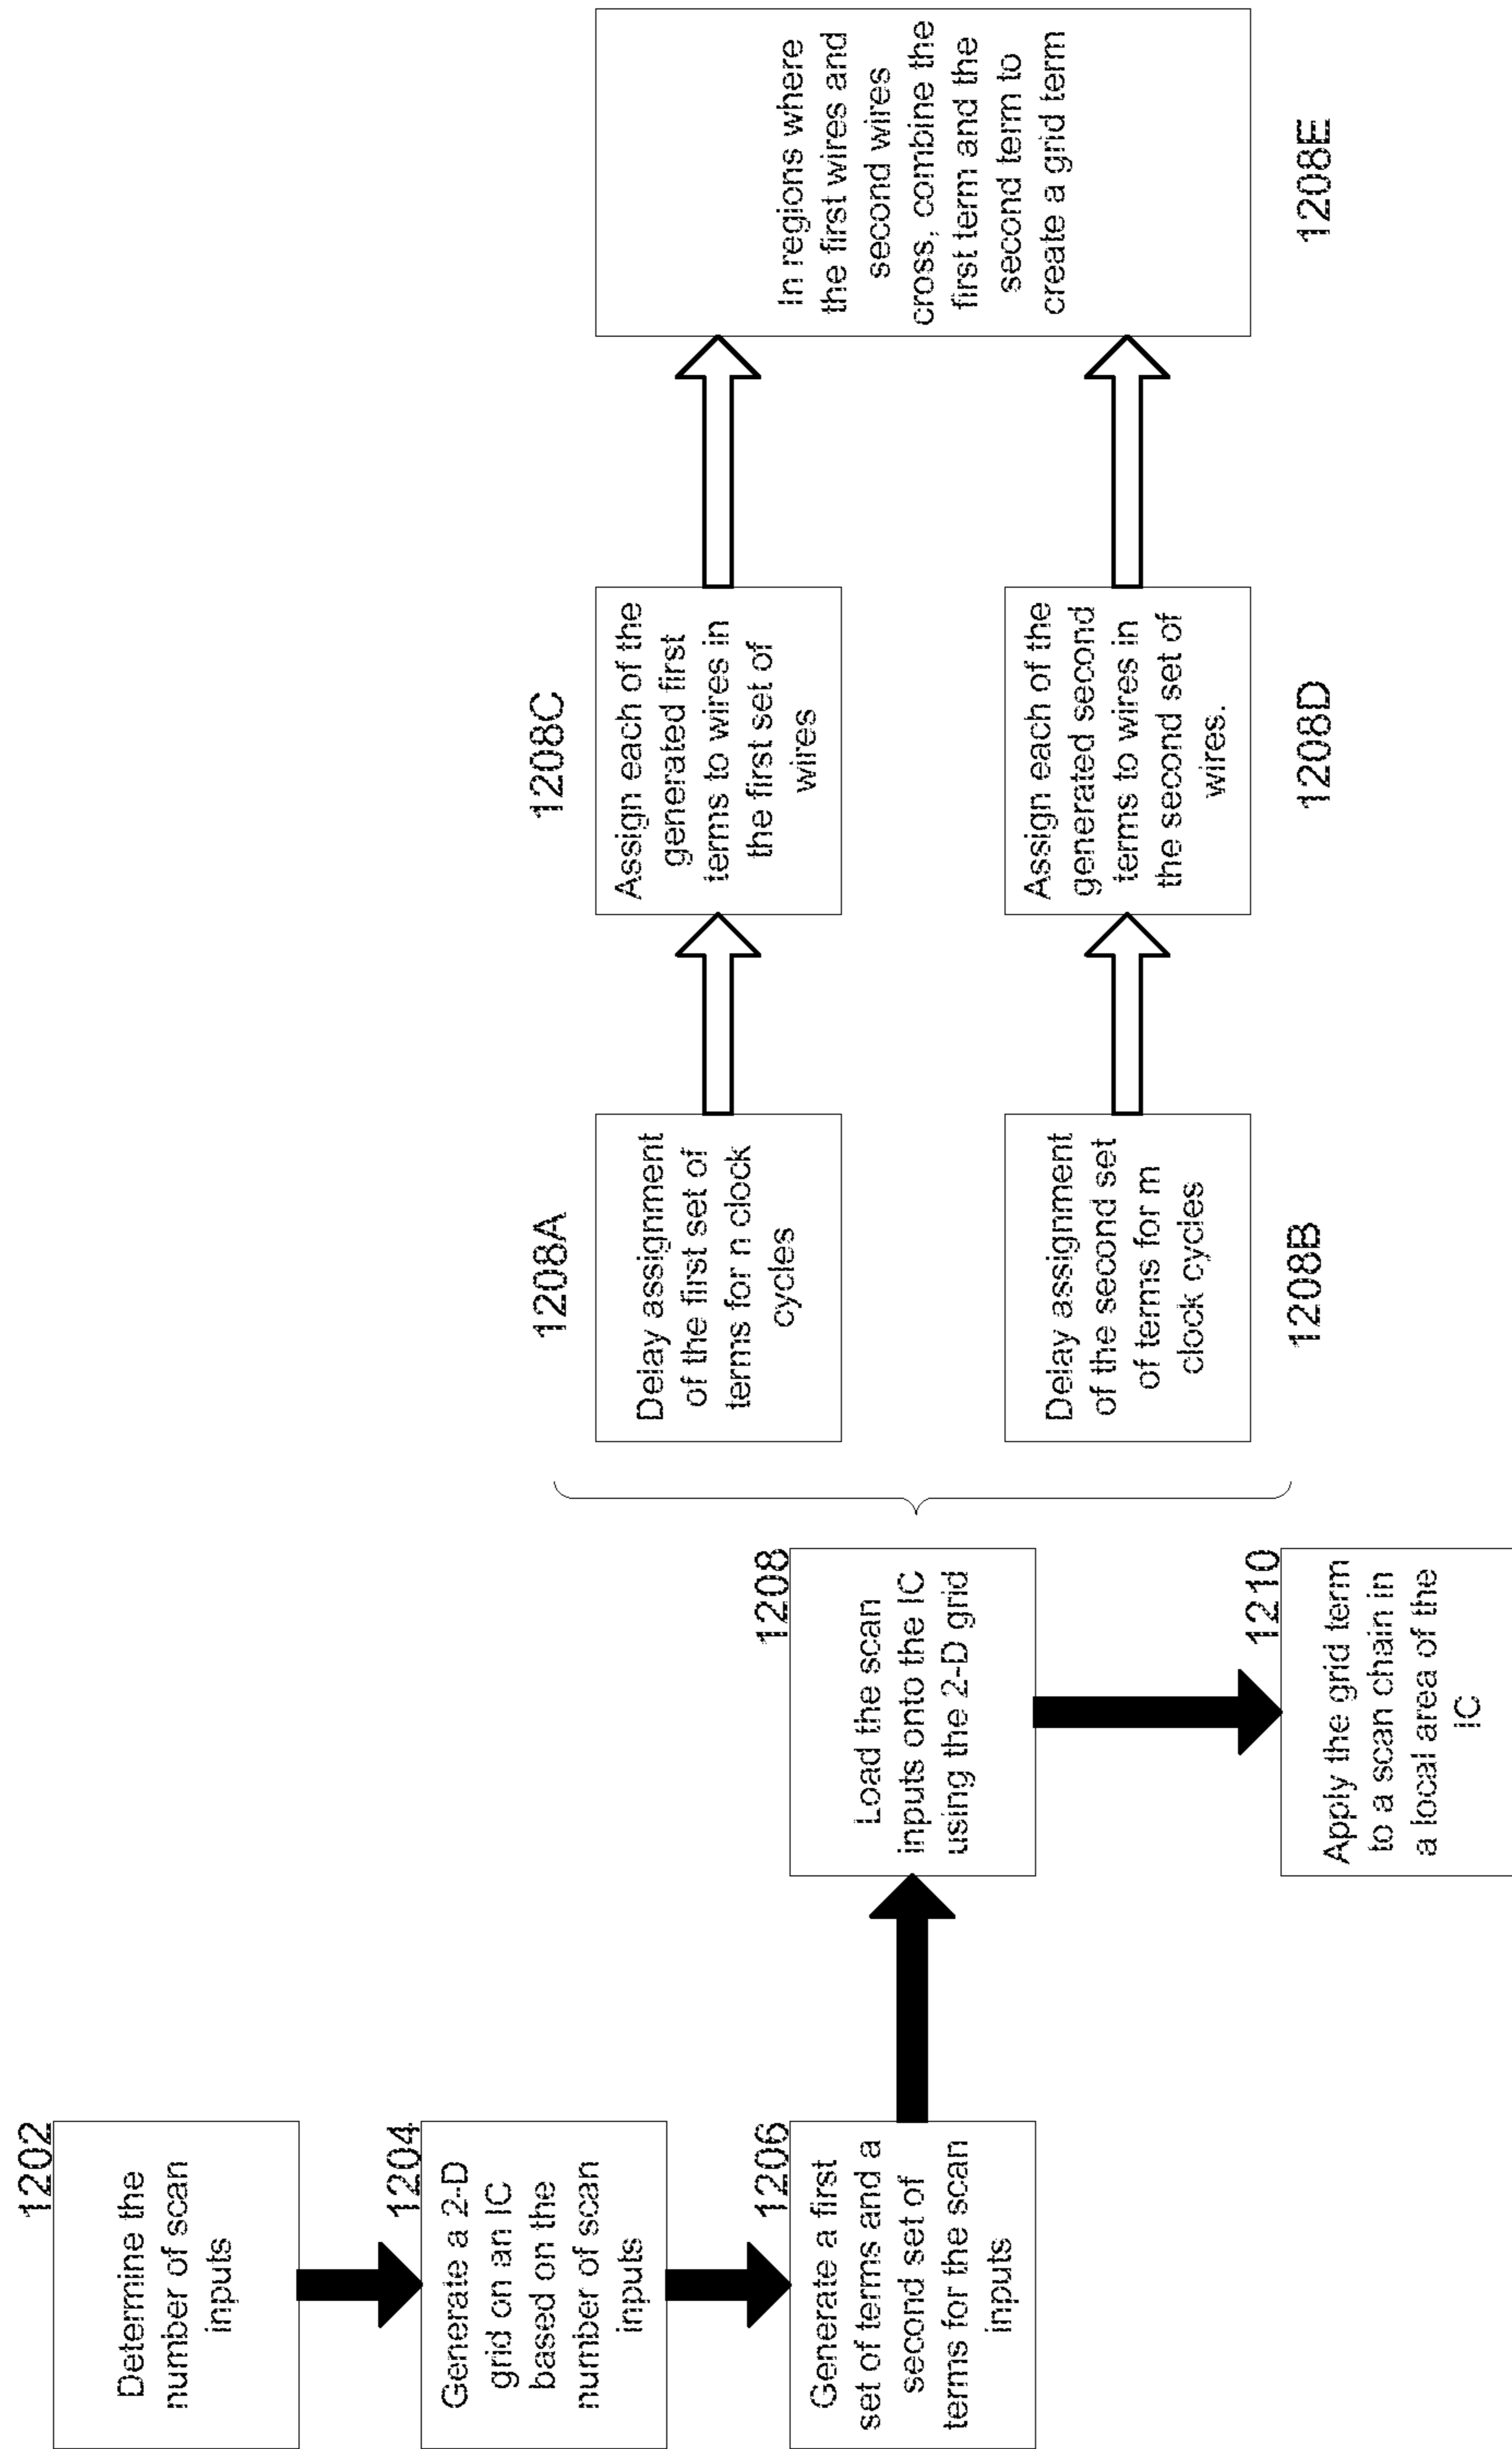 1202
Determine the
number of scan
inputs
1204
Generate a 2-D
grid on an IC
based on the
number of scan
inputs
1206
Generate a first
set of terms and a
second set of
terms for the scan
inputs
1208
Load the scan
inputs onto the IC
using the 2-D grid
1210
Apply the grid term
to a scan chain in
a local area of the
IC
1208A
Delay assignment
of the first set of
terms for n clock
cycles
Delay assignment
of the second set
of terms for m
clock cycles
1208B
1208C
Assign each of the
generated first
terms to wires in
the first set of
wires
Assign each of the
generated second
terms to wires in
the second set of
wires.
1208D
In regions where
the first wires and
second wires
cross, combine the
first term and the
second term to
create a grid term
1208E